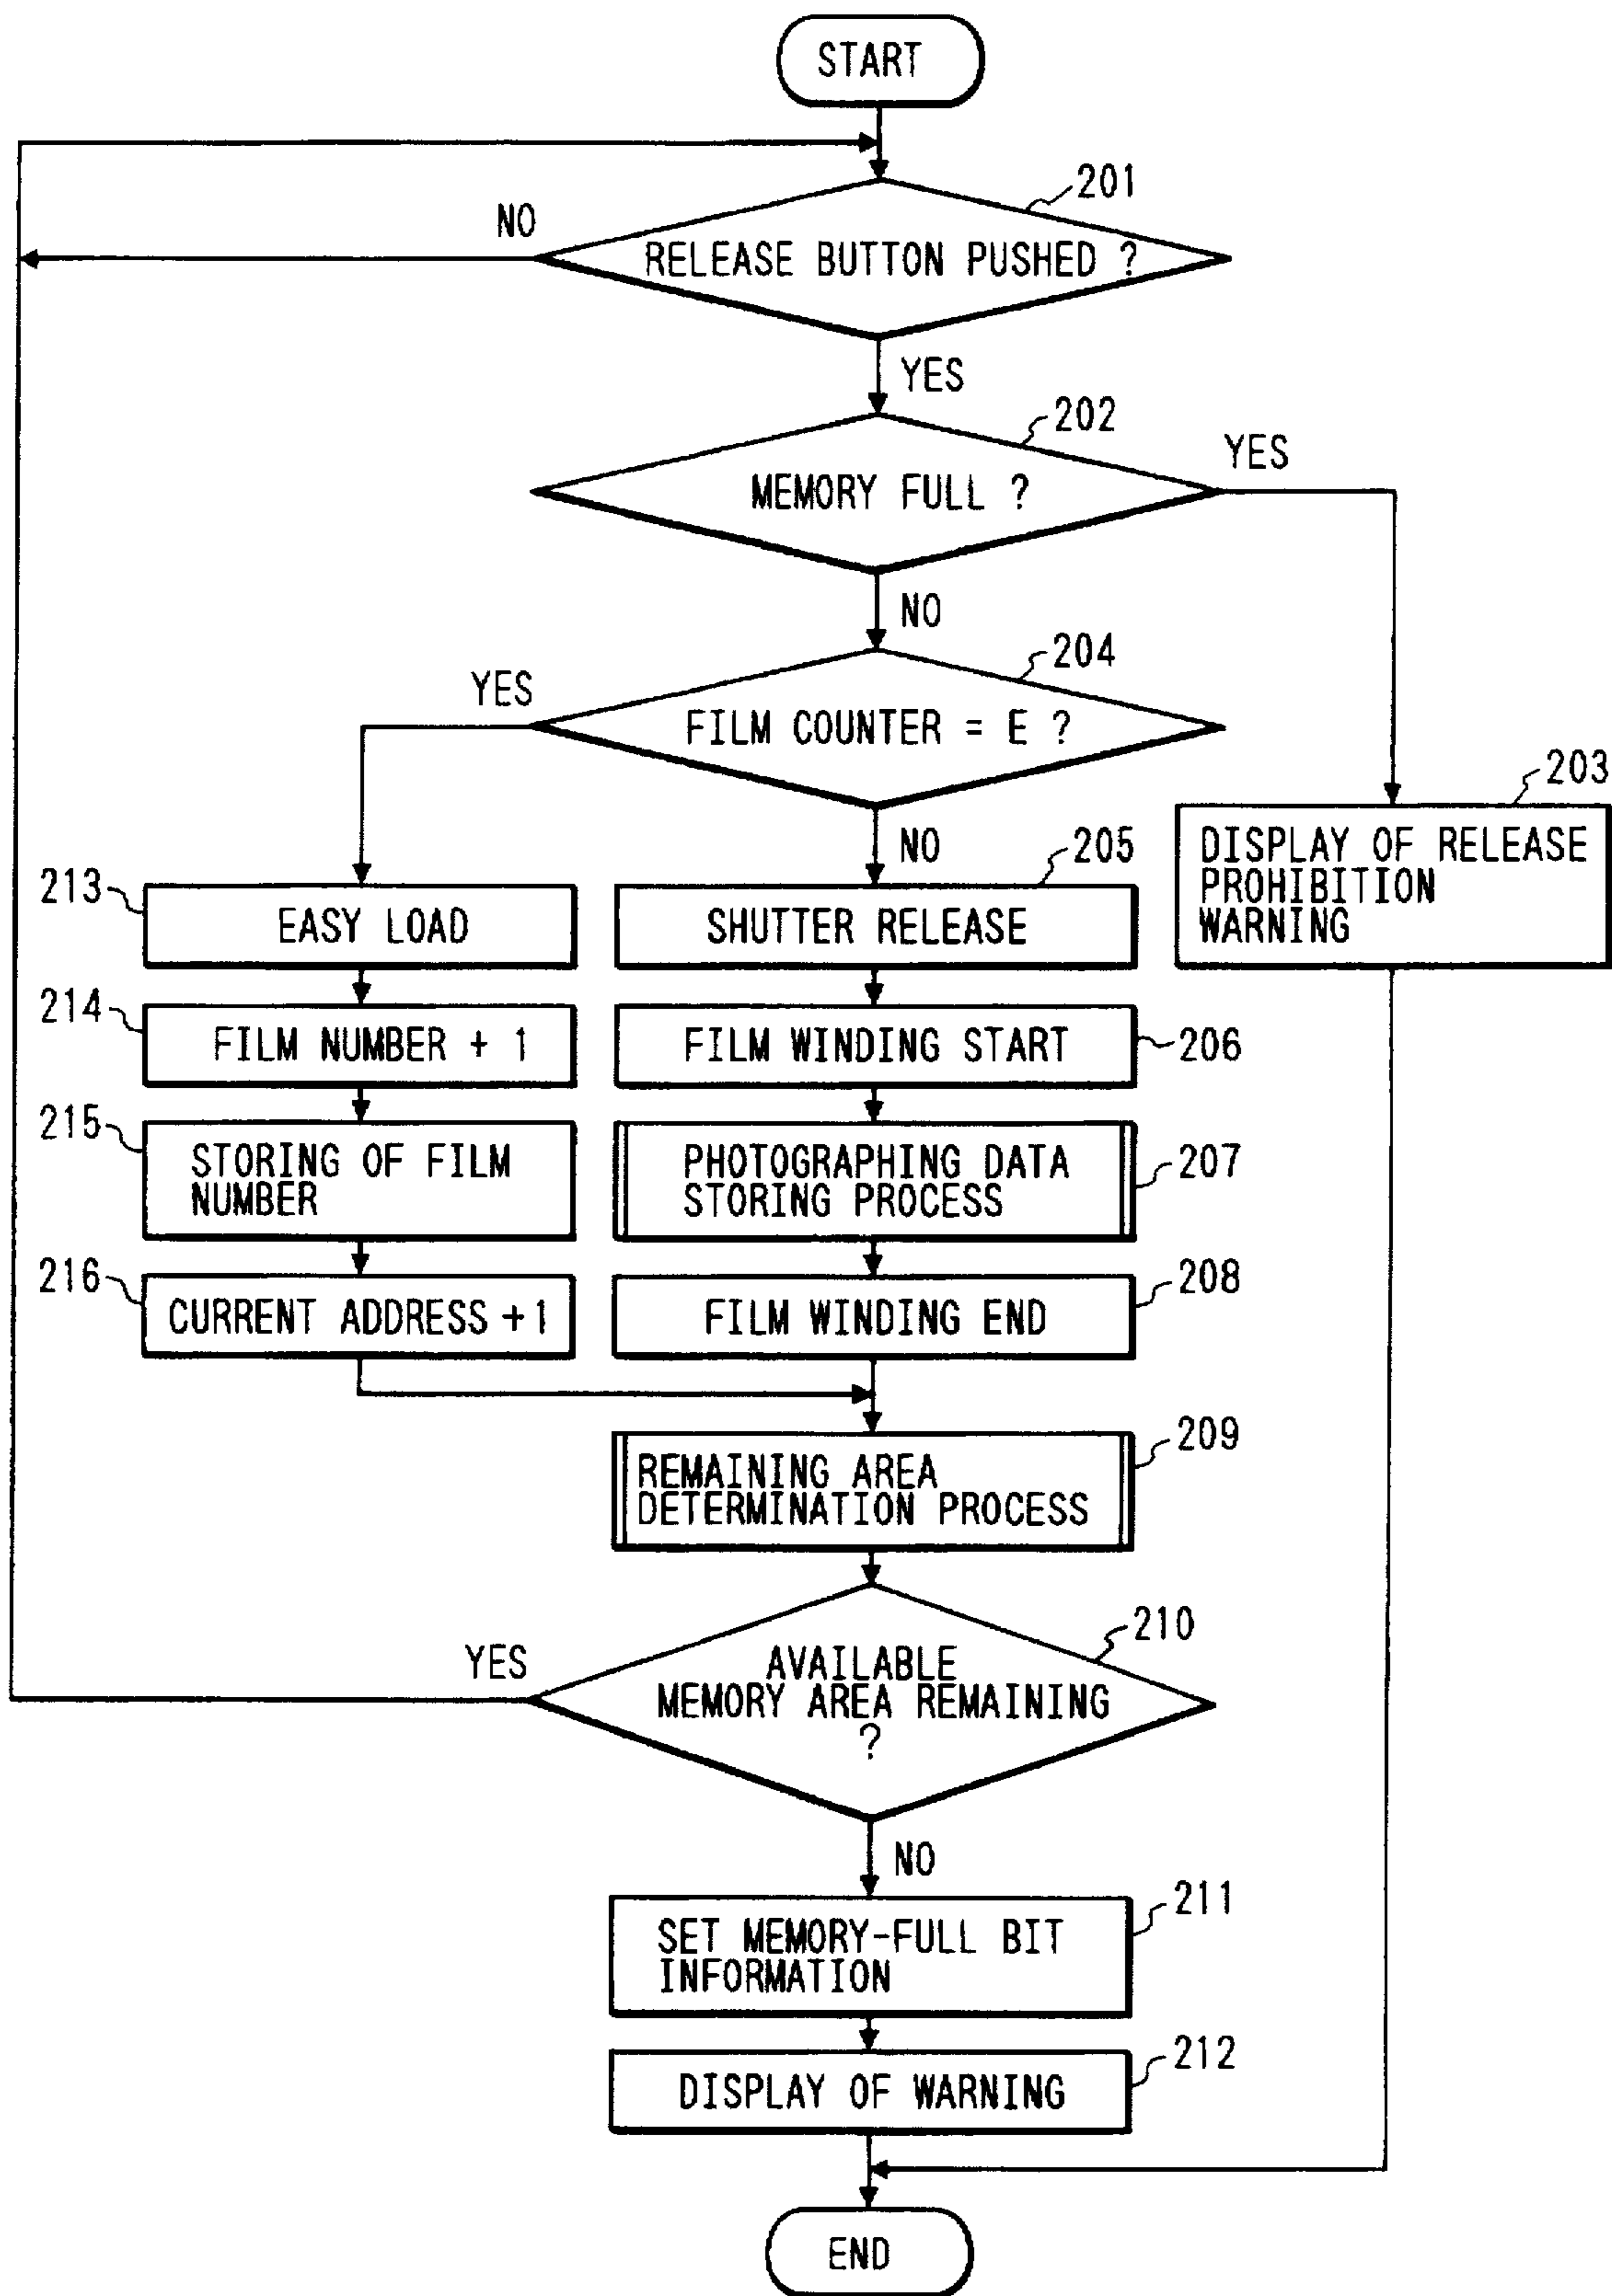 START
201
NO
RELEASE BUTTON PUSHED ?
YES
202
YES
MEMORY FULL ?
NO
204
YES
FILM COUNTER = E ?
203
NO
205
DISPLAY OF RELEASE
PROHIBITION
WARNING
213
EASY LOAD
SHUTTER RELEASE
214
FILM NUMBER + 1
FILM WINDING START
206
215
STORING OF FILM
NUMBER
PHOTOGRAPHING DATA
STORING PROCESS
207
216
CURRENT ADDRESS +1
FILM WINDING END
208
209
REMAINING AREA
DETERMINATION PROCESS
210
YES
AVAILABLE
MEMORY AREA REMAINING
?
NO
211
SET MEMORY-FULL BIT
INFORMATION
212
DISPLAY OF WARNING
END